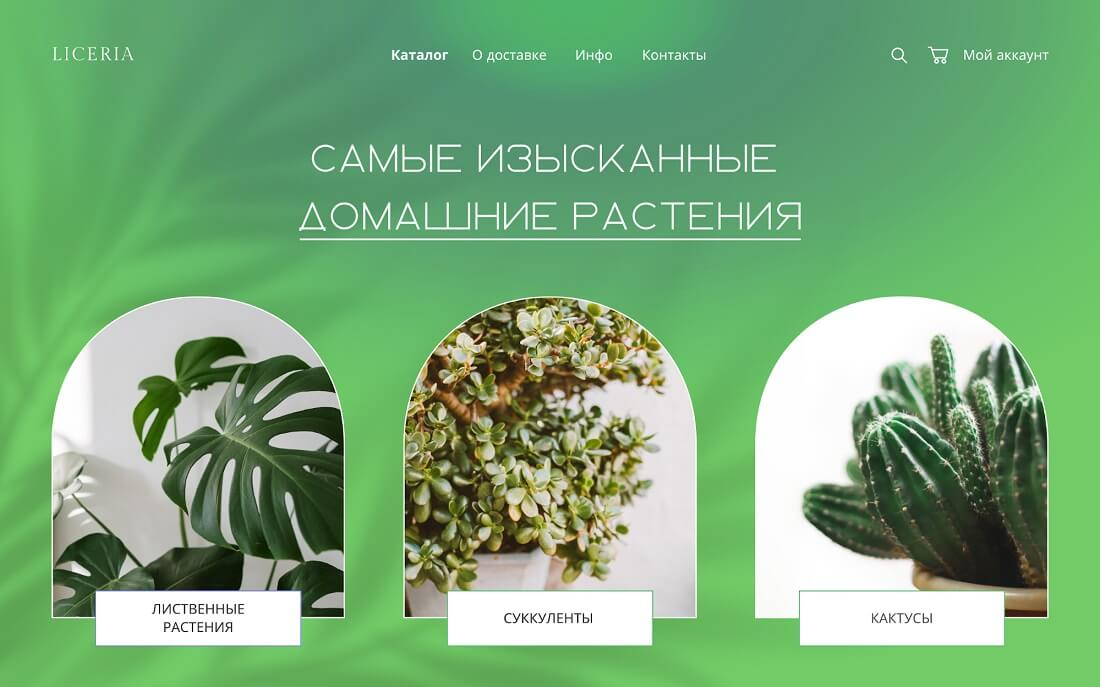 LICERIA
Каталог
О доставке
Инфо
Контакты
Мой аккаунт
САМЫЕ ИЗЫСКАННЫЕ
ДОМАШНИЕ РАСТЕНИЯ
ЛИСТВЕННЫЕ
РАСТЕНИЯ
СУККУЛЕНТЫ
КАКТУСЫ